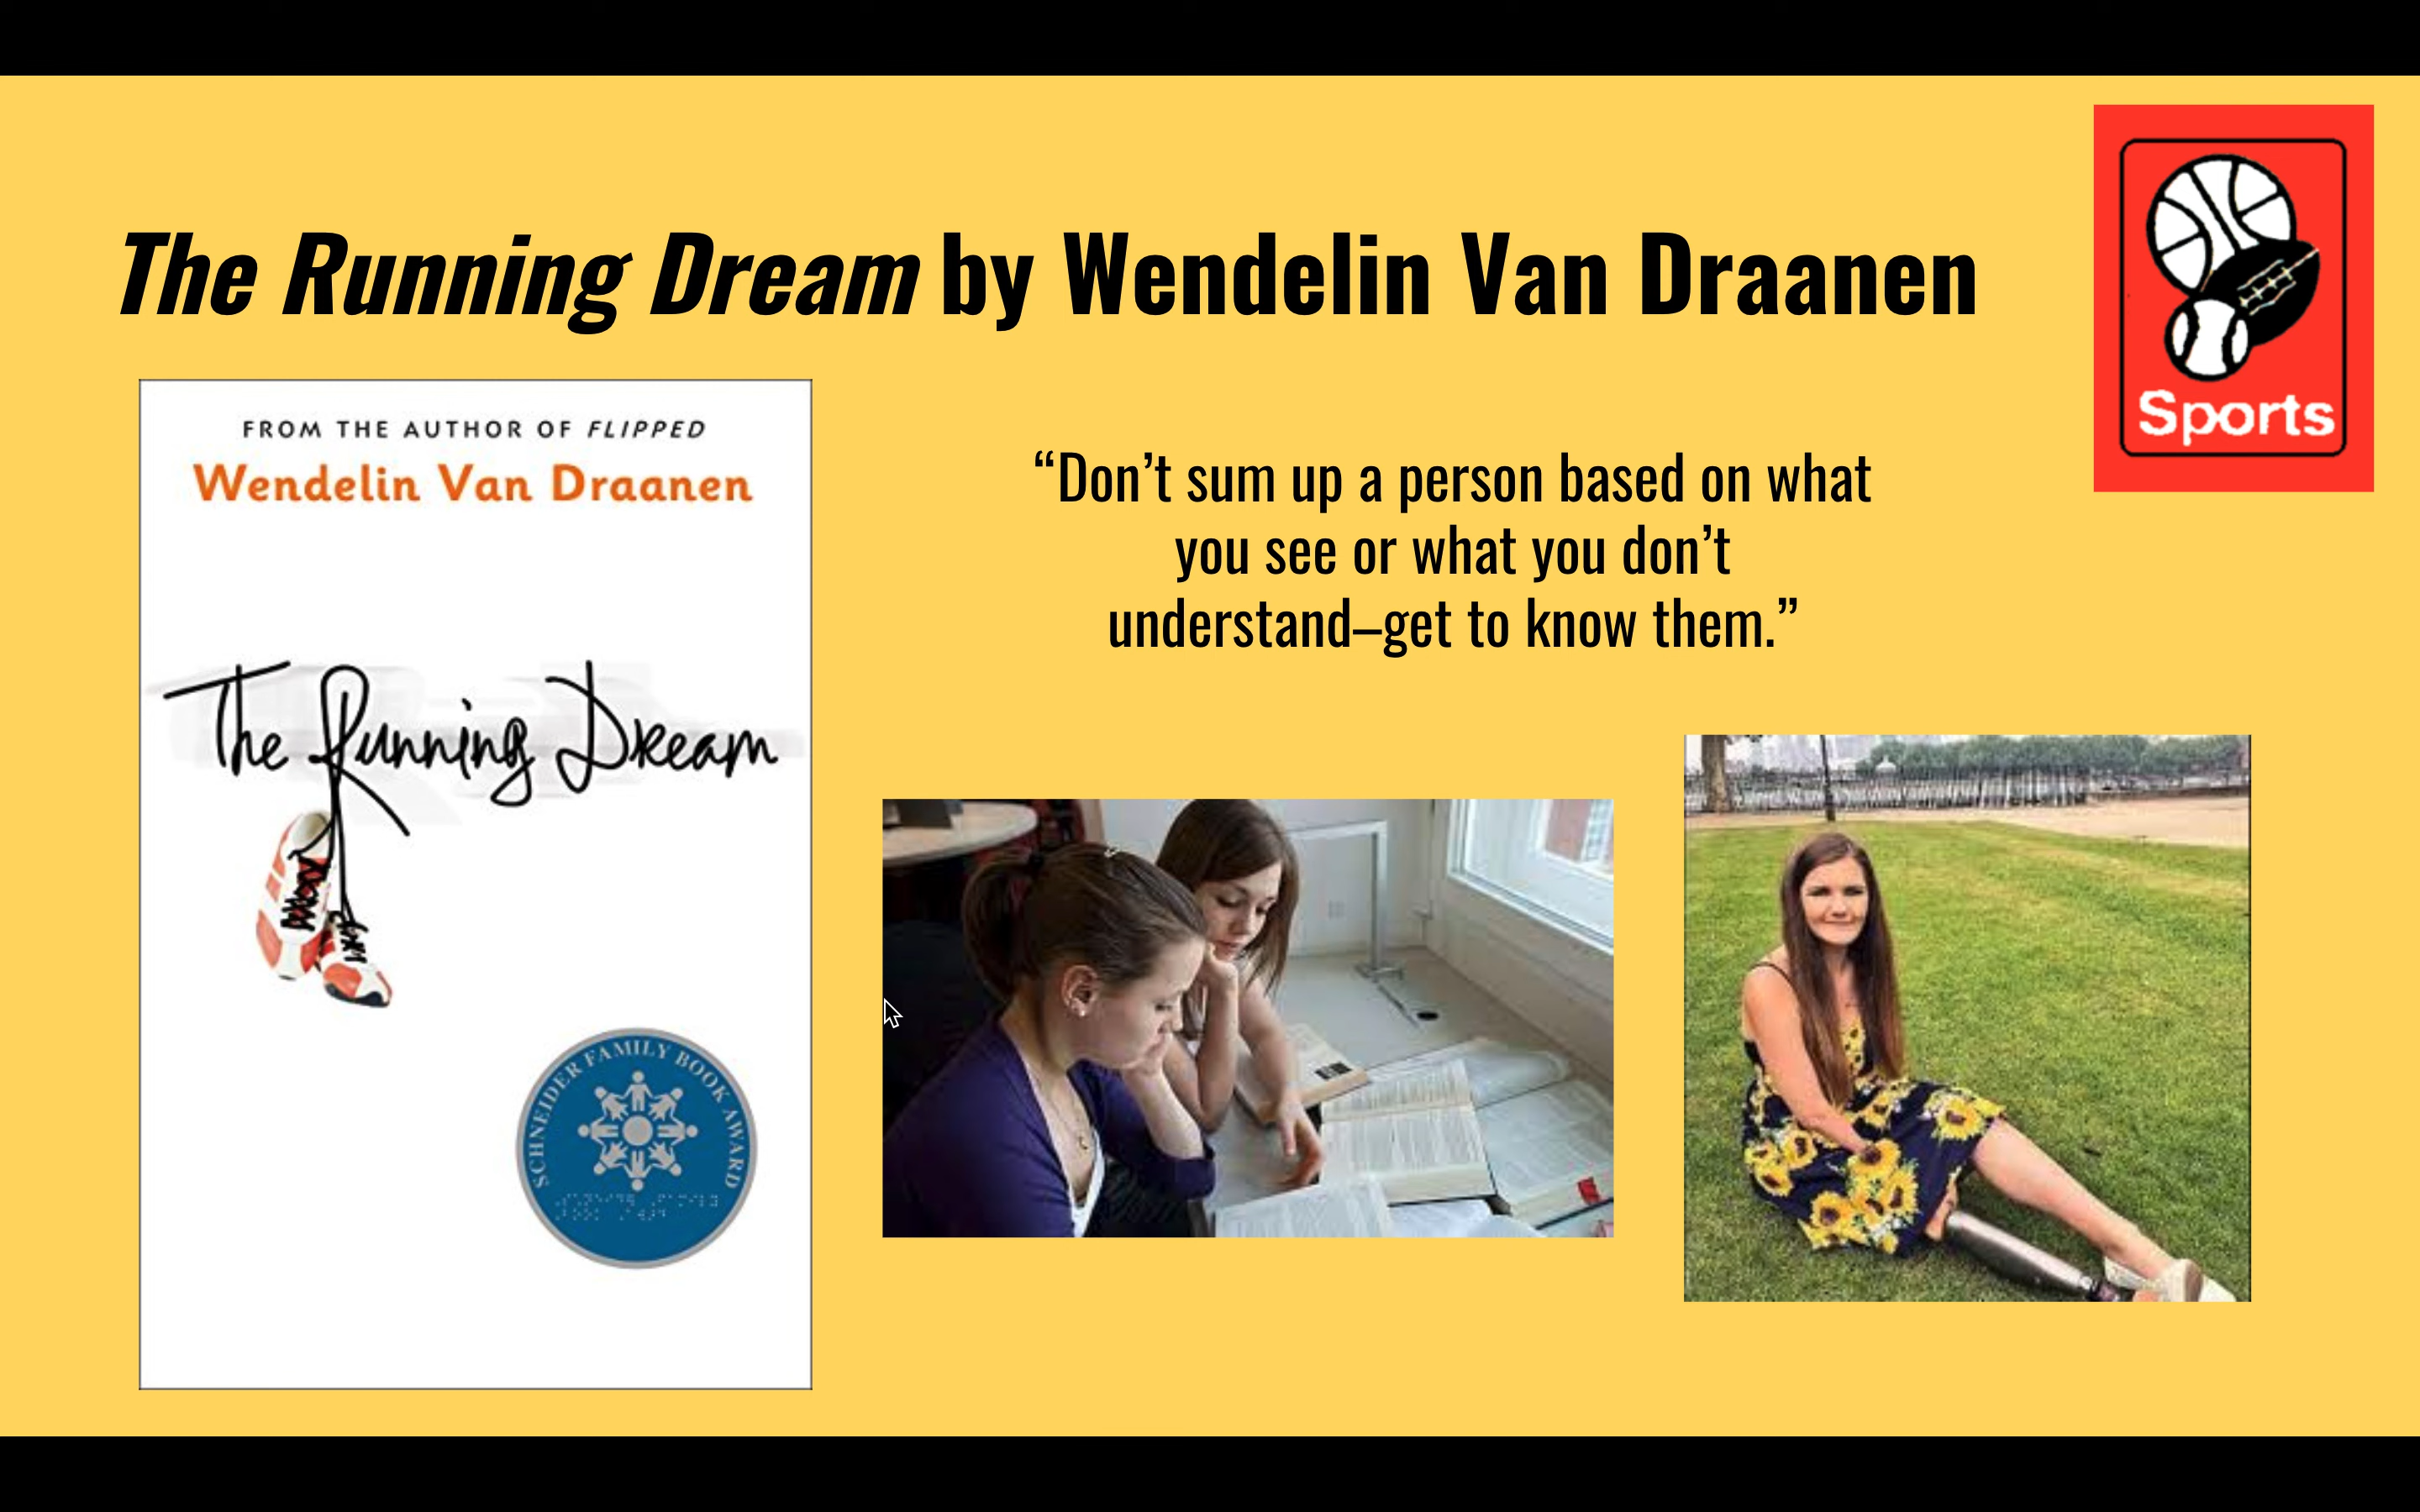 The Running Dream by Wendelin Van Draanen
Sports
FROM THE AUTHOR OF FLIPPED
Wendelin Van Draanen
The Running Dream
SCHNEIDER FAMILY BOOK AWARD
“Don’t sum up a person based on what
you see or what you don’t
understand–get to know them.”